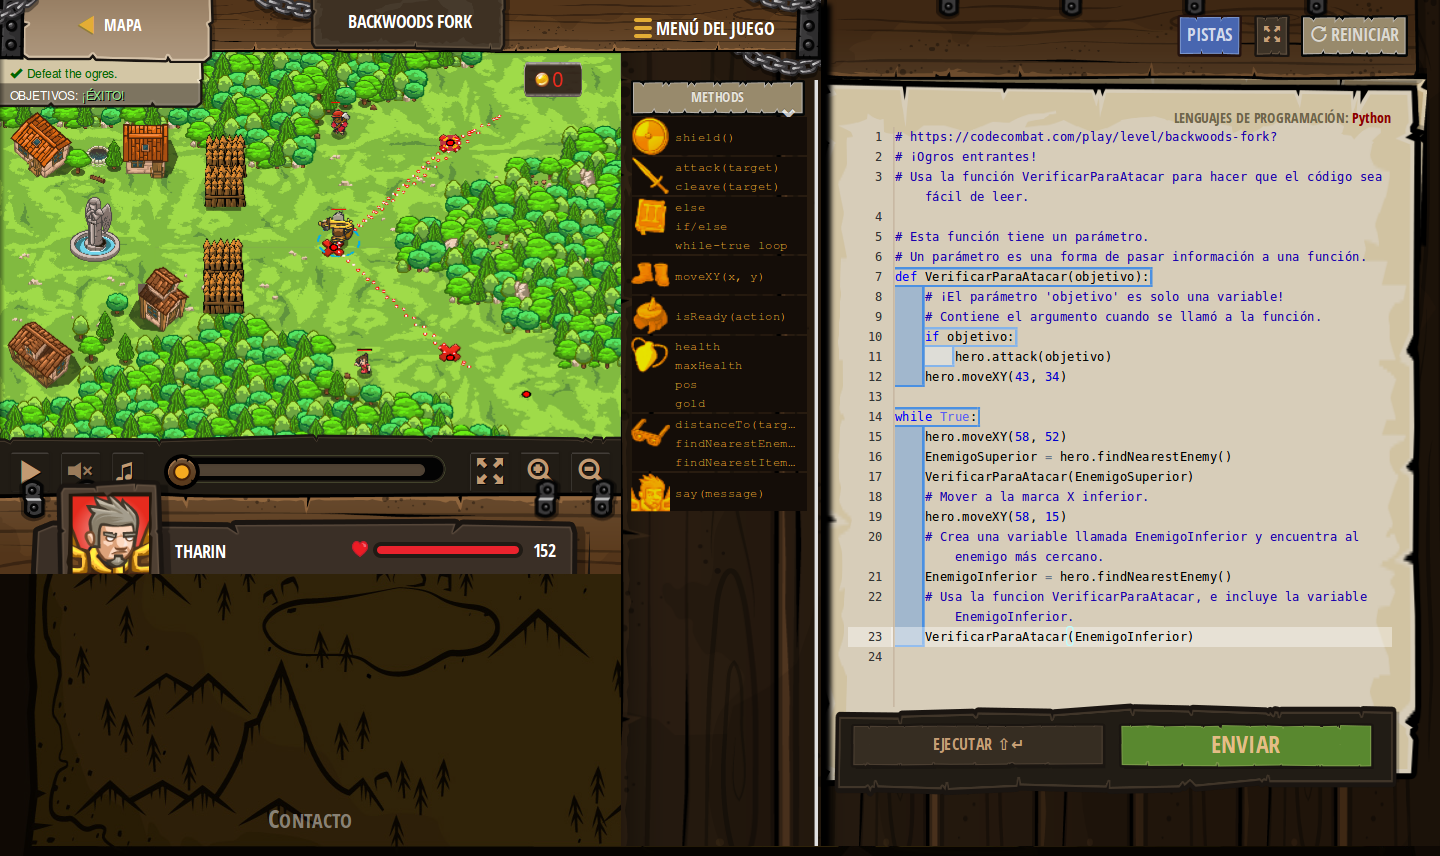 MAPA
BACKWOODS FORK
MENÚ DEL JUEGO
Defeat the ogres.
OBJETIVOS: ¡ÉXITO!
0
METHODS
shield()
attack(target)
cleave(target)
else
if/else
while-true loop
moveXY(x, y)
isReady(action)
health
maxHealth
pos
gold
distanceTo(targ…
findNearestEnem…
findNearestItem…
say(message)
THARIN
152
CONTACTO
PISTAS
REINICIAR
LENGUAJES DE PROGRAMACIÓN: Python
1 # https://codecombat.com/play/level/backwoods-fork?
2 # ¡Ogros entrantes!
3 # Usa la función VerificarParaAtacar para hacer que el código sea
fácil de leer.
4
5 # Esta función tiene un parámetro.
6 # Un parámetro es una forma de pasar información a una función.
7 def VerificarParaAtacar(objetivo):
8 # ¡El parámetro 'objetivo' es solo una variable!
9 # Contiene el argumento cuando se llamó a la función.
10 if objetivo:
11 hero.attack(objetivo)
12 hero.moveXY(43, 34)
13
14 while True:
15 hero.moveXY(58, 52)
16 EnemigoSuperior = hero.findNearestEnemy()
17 VerificarParaAtacar(EnemigoSuperior)
18 # Mover a la marca X inferior.
19 hero.moveXY(58, 15)
20 # Crea una variable llamada EnemigoInferior y encuentra al
enemigo más cercano.
21 EnemigoInferior = hero.findNearestEnemy()
22 # Usa la funcion VerificarParaAtacar, e incluye la variable
EnemigoInferior.
23 VerificarParaAtacar(EnemigoInferior)
24
EJECUTAR ⇧↵
ENVIAR